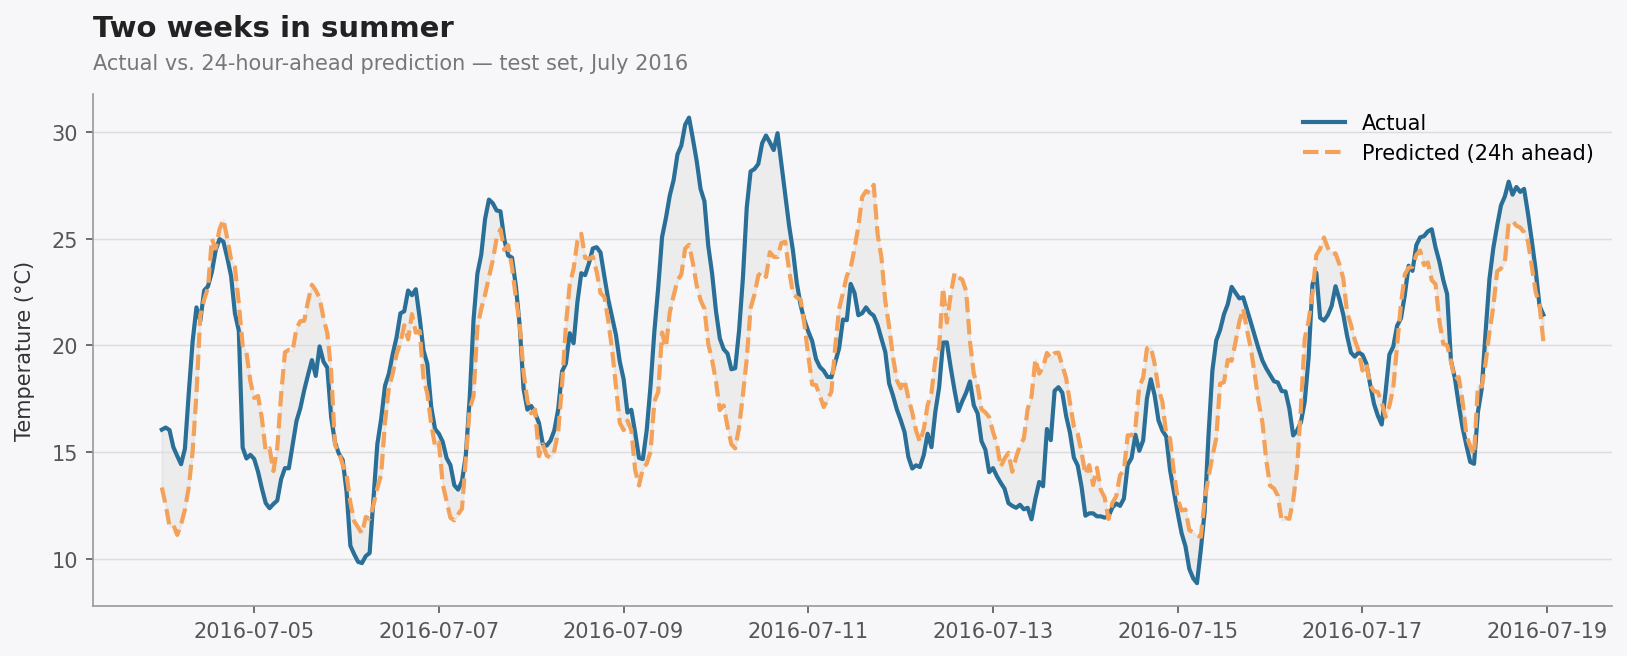 Two weeks in summer
Actual vs. 24-hour-ahead prediction — test set, July 2016
Actual
Predicted (24h ahead)
Temperature (°C)
30
25
20
15
10
2016-07-05
2016-07-07
2016-07-09
2016-07-11
2016-07-13
2016-07-15
2016-07-17
2016-07-19